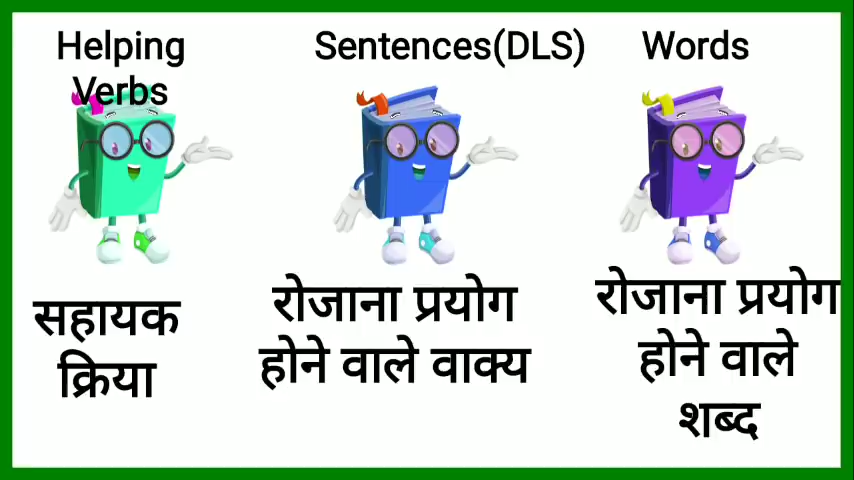 Helping
Verbs
सहायक
क्रिया
Sentences(DLS)
रोजाना प्रयोग
होने वाले वाक्य
Words
रोजाना प्रयोग
होने वाले
शब्द